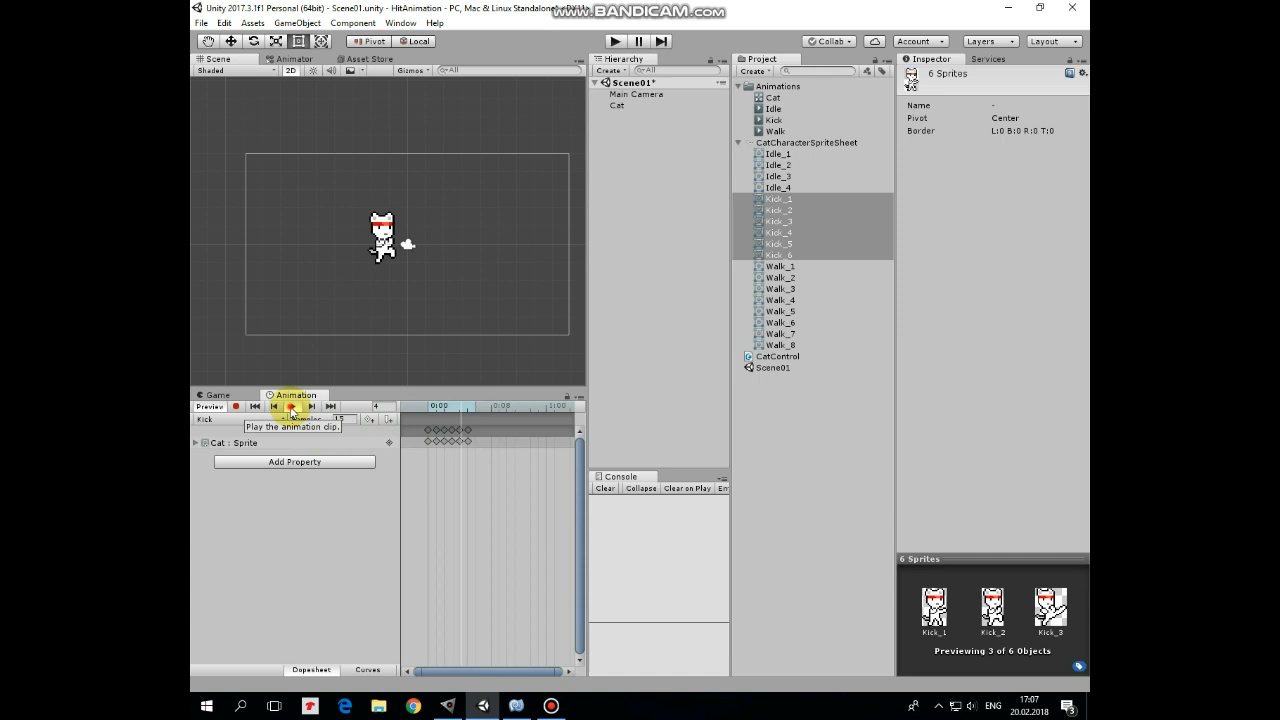 Unity 2017.3.1f1 Personal (64bit) - Scene01.unity - HitAnimation - PC, Mac & Linux Standalone
www.BANDICAM.com
File Edit Assets GameObject Component Window Help
Pivot Local Collab Account Layers Layout
Scene Animator Asset Store
Shaded 2D Gizmos All
Hierarchy
Create All
Scene01*
Main Camera
Cat
Project
Create
Animations
Cat
Idle
Kick
Walk
CatCharacterSpriteSheet
Idle_1
Idle_2
Idle_3
Idle_4
Kick_1
Kick_2
Kick_3
Kick_4
Kick_5
Kick_6
Walk_1
Walk_2
Walk_3
Walk_4
Walk_5
Walk_6
Walk_7
Walk_8
CatControl
Scene01
Inspector Services
6 Sprites
Name -
Pivot Center
Border L:0 B:0 R:0 T:0
Game Animation
Preview 4 0:00 0:08 1:00
Kick Samples 15
Play the animation clip.
Cat : Sprite
Add Property
Dopesheet Curves
Console
Clear Collapse Clear on Play
6 Sprites
Kick_1 Kick_2 Kick_3
Previewing 3 of 6 Objects
ENG
17:07
20.02.2018
3